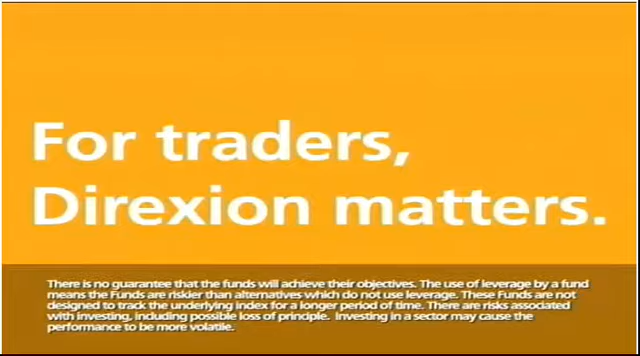 For traders,
Direxion matters.
There is no guarantee that the funds will achieve their objectives. The use of leverage by a fund
means the Funds are riskier than alternatives which do not use leverage. These Funds are not
designed to track the underlying index for a longer period of time. There are risks associated
with investing, including possible loss of principle. Investing in a sector may cause the
performance to be more volatile.